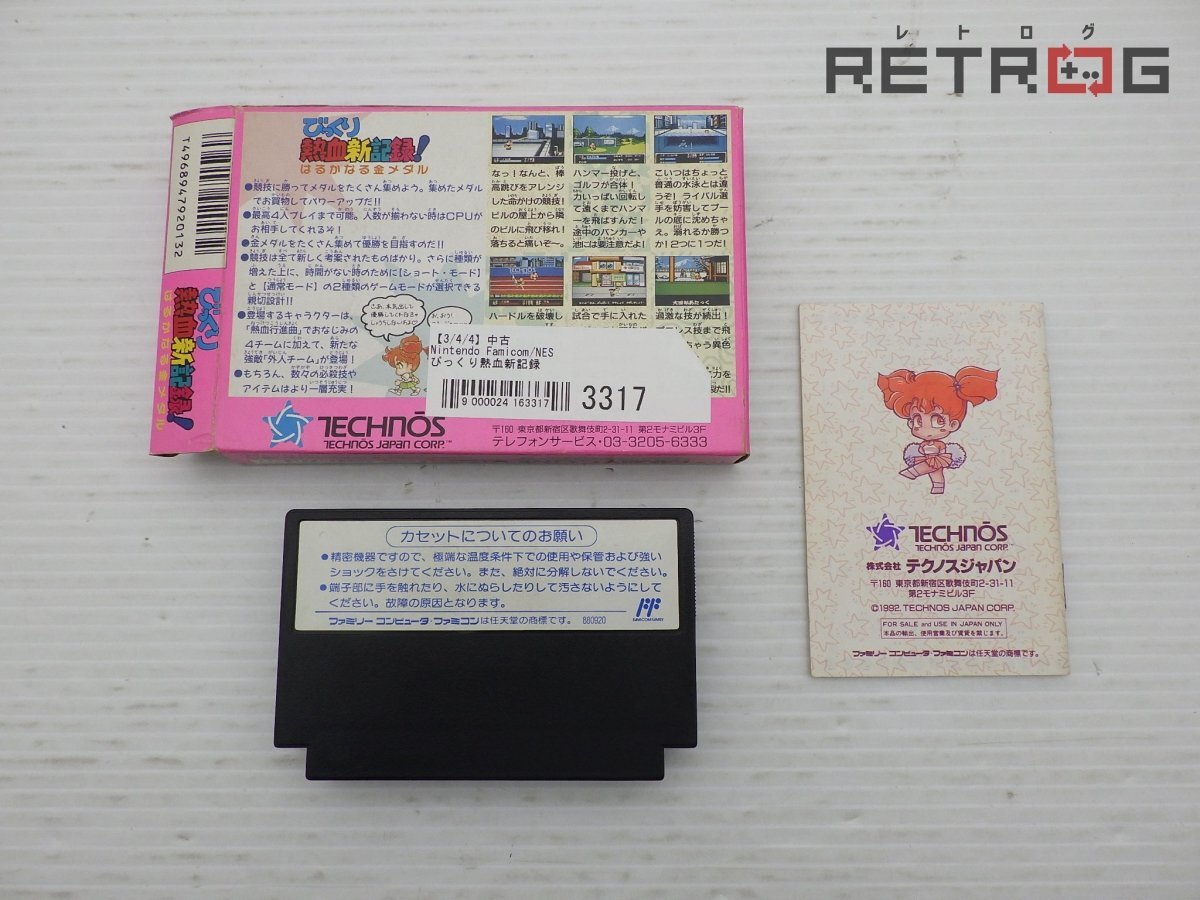 レトログ
RETROG
T4968947920132
びっくり
熱血新記録!
はるかなる金メダル
びっくり
熱血新記録!
はるかなる金メダル
●競技に勝ってメダルをたくさん集めよう。集めたメダル
でお買物してパワーアップだ!!
●最高4人プレイまで可能。人数が揃わない時はCPUが
お相手してくれるぞ!
●金メダルをたくさん集めて優勝を目指すのだ!!
●競技は全て新しく考案されたものばかり。さらに種類が
増えた上に、時間がない時のために【ショート・モード】
と【通常モード】の2種類のゲームモードが選択できる
親切設計!!
●登場するキャラクターは、
「熱血行進曲」でおなじみの
4チームに加えて、新たな
強敵「外人チーム」が登場!
●もちろん、数々の必殺技や
アイテムはより一層充実!
なっ!なんと、棒
高跳びをアレンジ
した命がけの競技!
ビルの屋上から隣
のビルに飛び移れ!
落ちると痛いぞ~。
ハンマー投げと、
ゴルフが合体!
力いっぱい回転し
て遠くまでハンマ
ーを飛ばすんだ!
途中のバンカーや
池には要注意だよ!
こいつはちょっと
普通の水泳とは違
うぞ!ライバル選
手を妨害してプー
ルの底に沈めちゃ
え。溺れるか勝つ
か!2つに1つだ!
ハードルを破壊し
試合で手に入れた
過激な技が続出!
【3/4/4】中古
Nintendo Famicom/NES
びっくり熱血新記録
9 000024 163317
3317
TECHNŌS
TECHNŌS JAPAN CORP.™
〒160 東京都新宿区歌舞伎町2-31-11 第2モナミビル3F
テレフォンサービス・03-3205-6333
カセットについてのお願い
●精密機器ですので、極端な温度条件下での使用や保管および強い
ショックをさけてください。また、絶対に分解しないでください。
●端子部に手を触れたり、水にぬらしたりして汚さないようにして
ください。故障の原因となります。
ファミリーコンピュータ・ファミコンは任天堂の商標です。 880920
FAMICOM FAMILY
TECHNŌS
TECHNŌS JAPAN CORP.™
株式会社 テクノスジャパン
〒160 東京都新宿区歌舞伎町2-31-11
第2モナミビル3F
©1992, TECHNOS JAPAN CORP.
FOR SALE and USE IN JAPAN ONLY
本品の輸出、使用営業及び賃貸を禁じます。
ファミリーコンピュータ・ファミコンは任天堂の商標です。